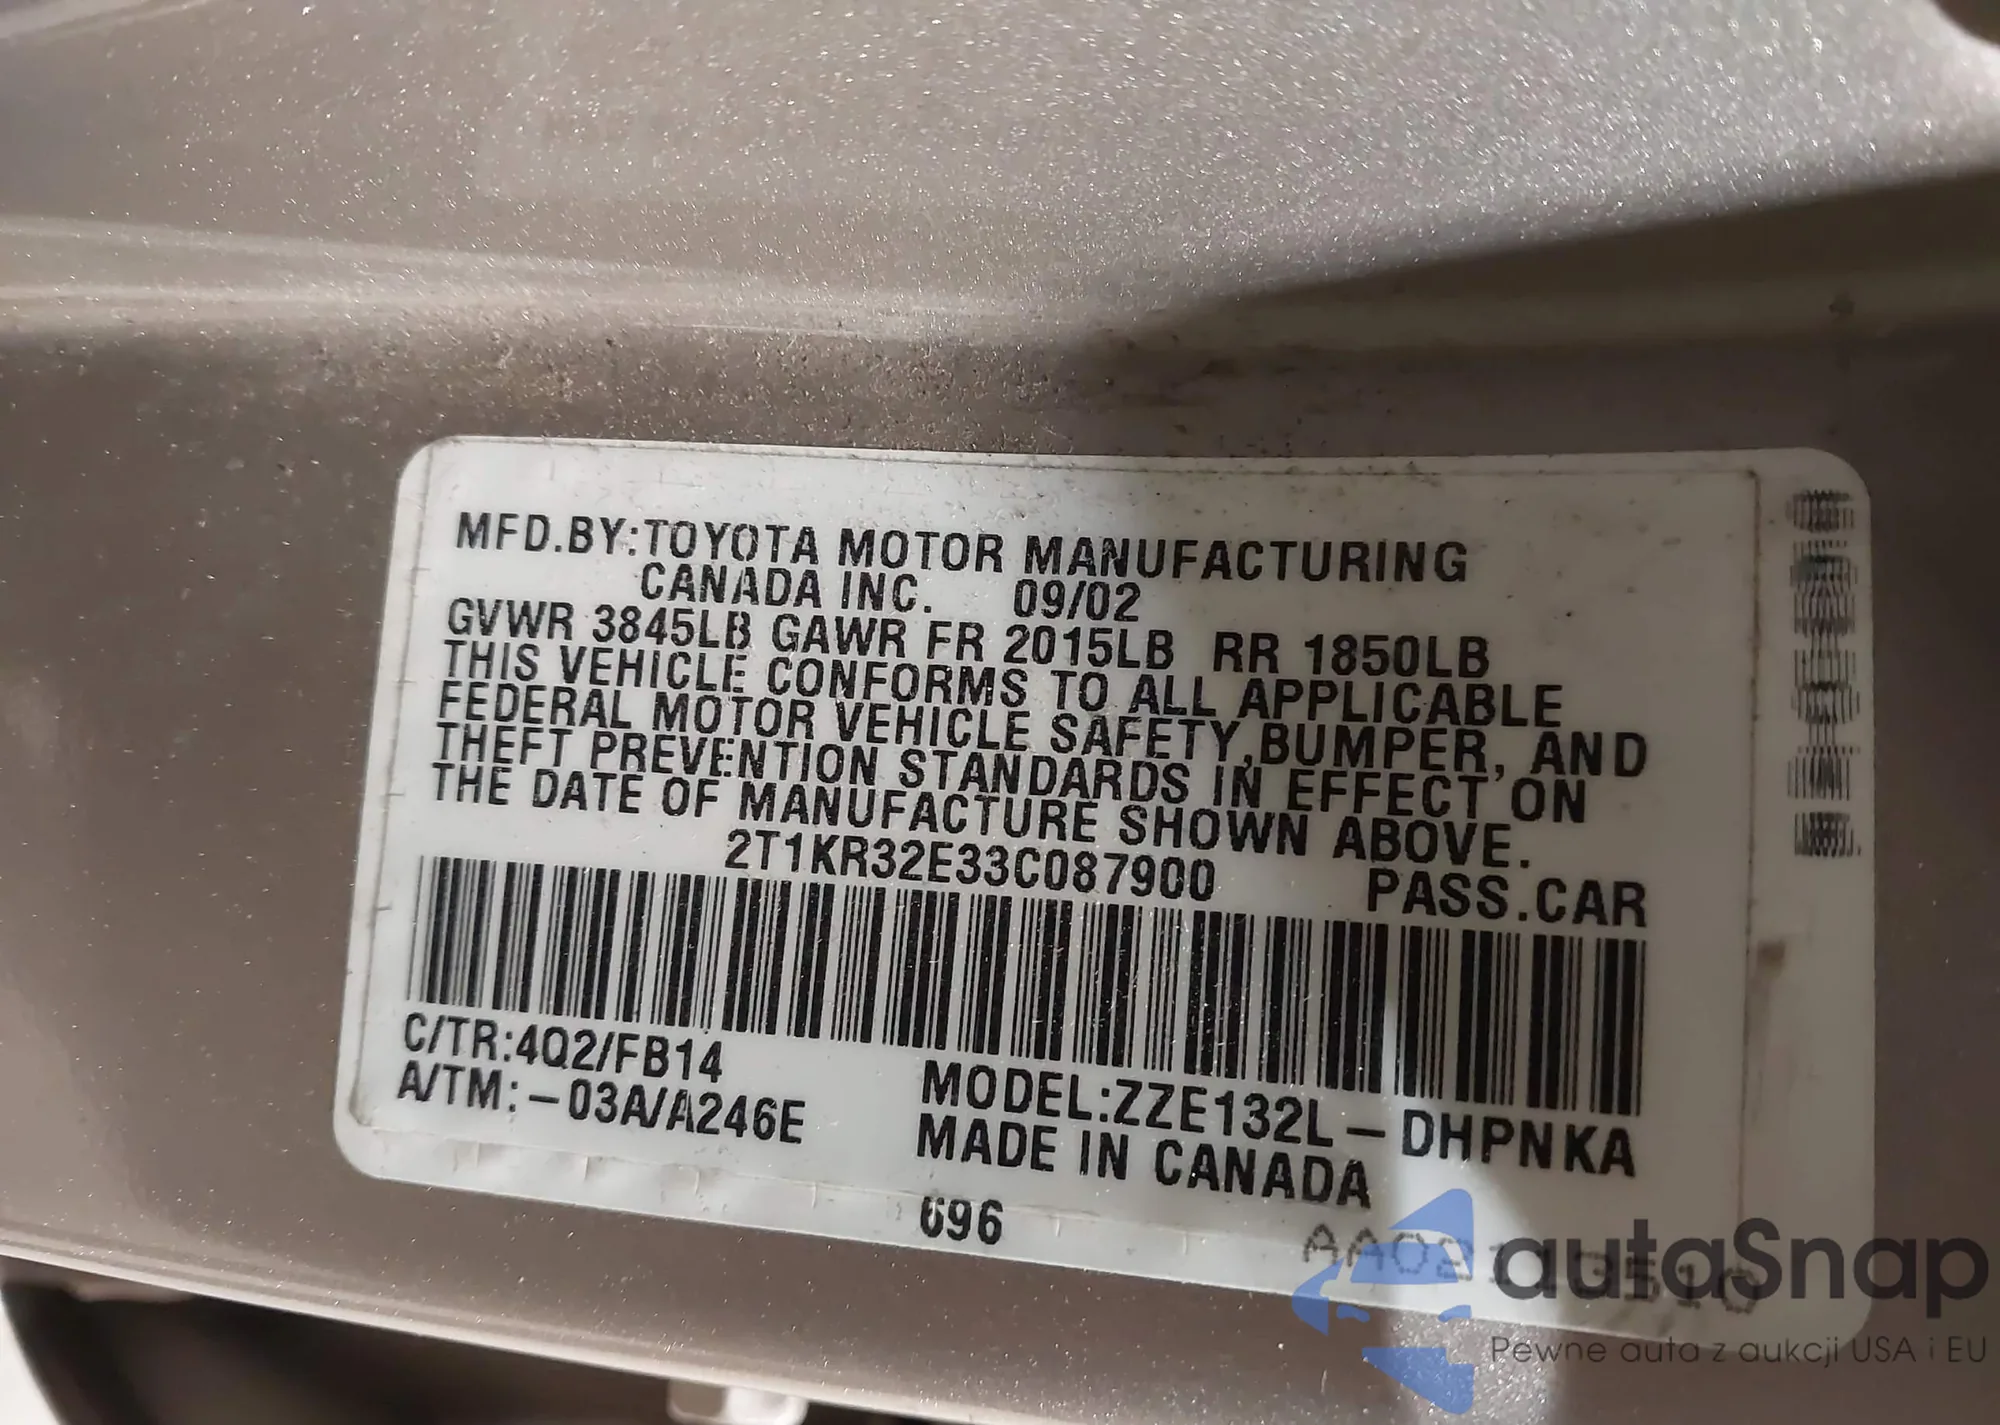 MFD.BY:TOYOTA MOTOR MANUFACTURING
CANADA INC. 09/02
GVWR 3845LB GAWR FR 2015LB RR 1850LB
THIS VEHICLE CONFORMS TO ALL APPLICABLE
FEDERAL MOTOR VEHICLE SAFETY,BUMPER, AND
THEFT PREVENTION STANDARDS IN EFFECT ON
THE DATE OF MANUFACTURE SHOWN ABOVE.
2T1KR32E33C087900 PASS.CAR
C/TR:4Q2/FB14
A/TM:-03A/A246E
MODEL:ZZE132L-DHPNKA
MADE IN CANADA
696
autaSnap
Pewne auta z aukcji USA i EU